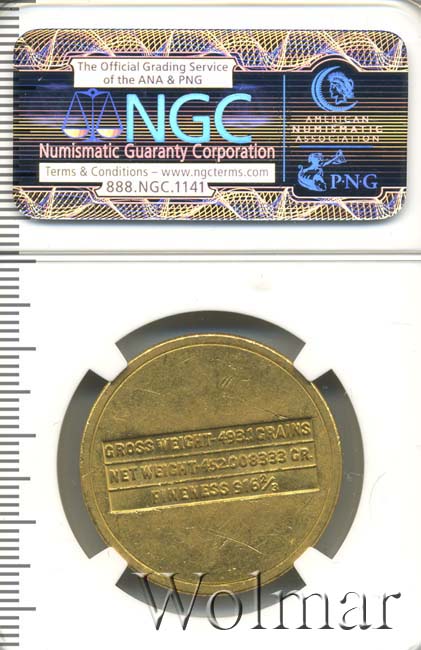 The Official Grading Service
of the ANA & PNG
NGC
Numismatic Guaranty Corporation
Terms & Conditions – www.ngcterms.com
888.NGC.1141
AMERICAN
NUMISMATIC
ASSOCIATION
P·N·G
GROSS WEIGHT-493.1 GRAINS
NET WEIGHT-452.008333 GR.
FINENESS 916⅔
Wolmar